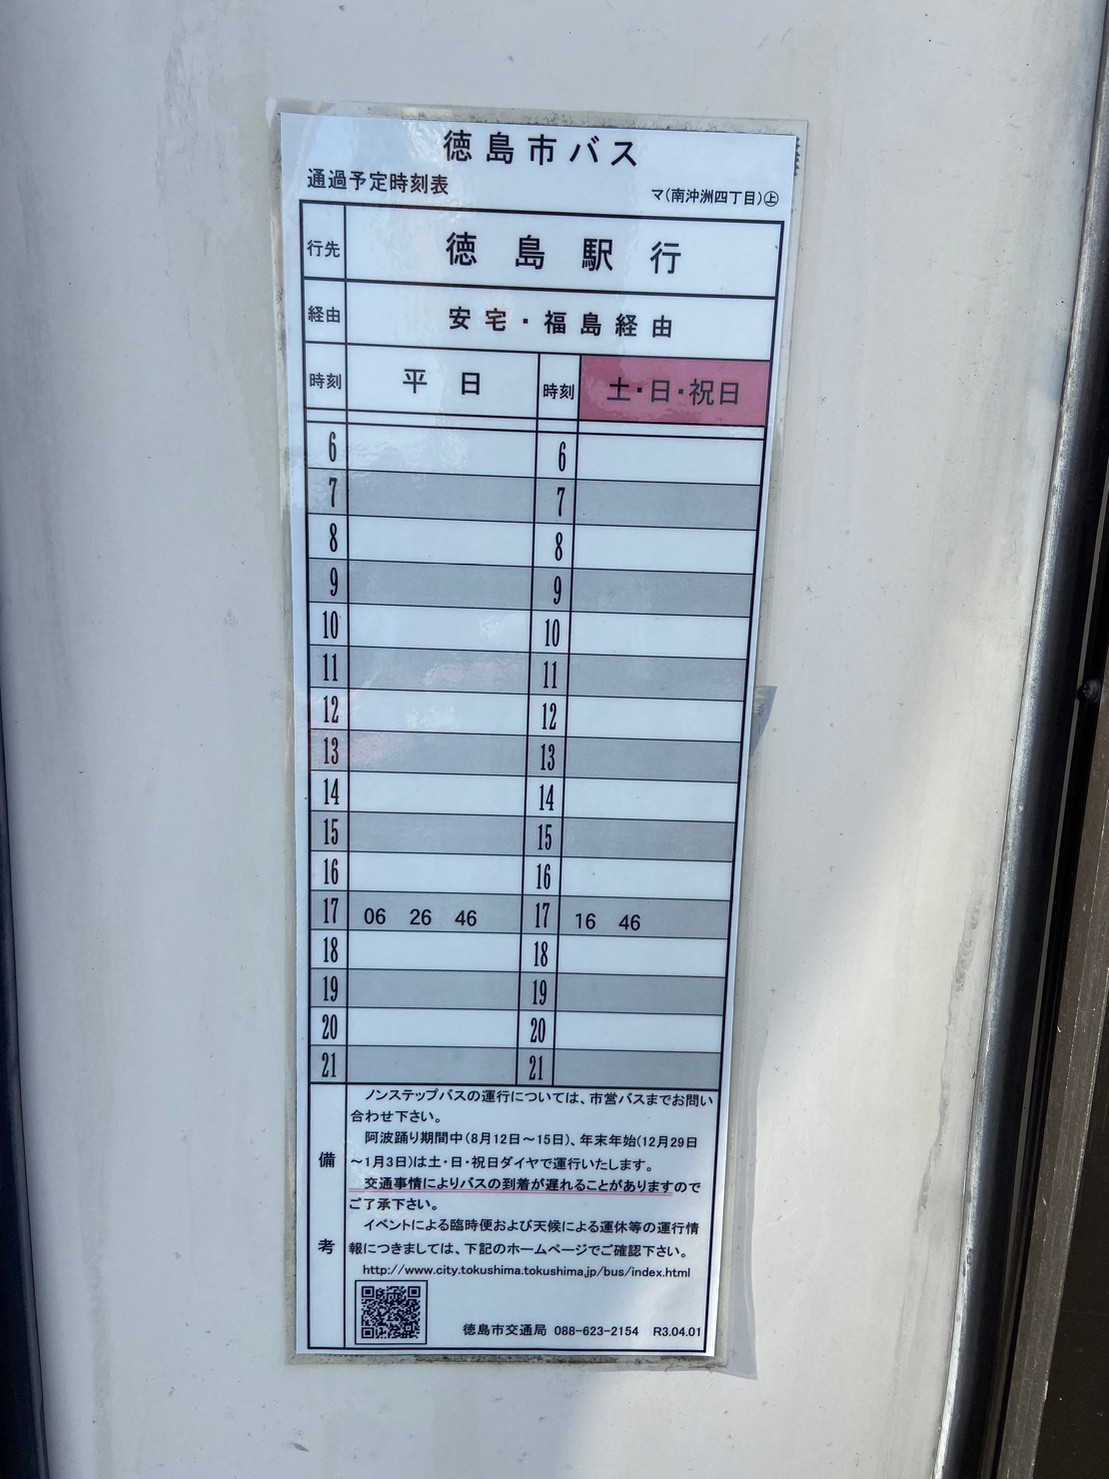 徳島市バス
通過予定時刻表
マ(南沖洲四丁目)㊤
行先 徳島駅行
経由 安宅・福島経由
時刻 平日 時刻 土・日・祝日
6 6
7 7
8 8
9 9
10 10
11 11
12 12
13 13
14 14
15 15
16 16
17 06 26 46 17 16 46
18 18
19 19
20 20
21 21
備考
ノンステップバスの運行については、市営バスまでお問い
合わせ下さい。
阿波踊り期間中(8月12日～15日)、年末年始(12月29日
～1月3日)は土・日・祝日ダイヤで運行いたします。
交通事情によりバスの到着が遅れることがありますので
ご了承下さい。
イベントによる臨時便および天候による運休等の運行情
報につきましては、下記のホームページでご確認下さい。
http://www.city.tokushima.tokushima.jp/bus/index.html
徳島市交通局 088-623-2154 R3.04.01